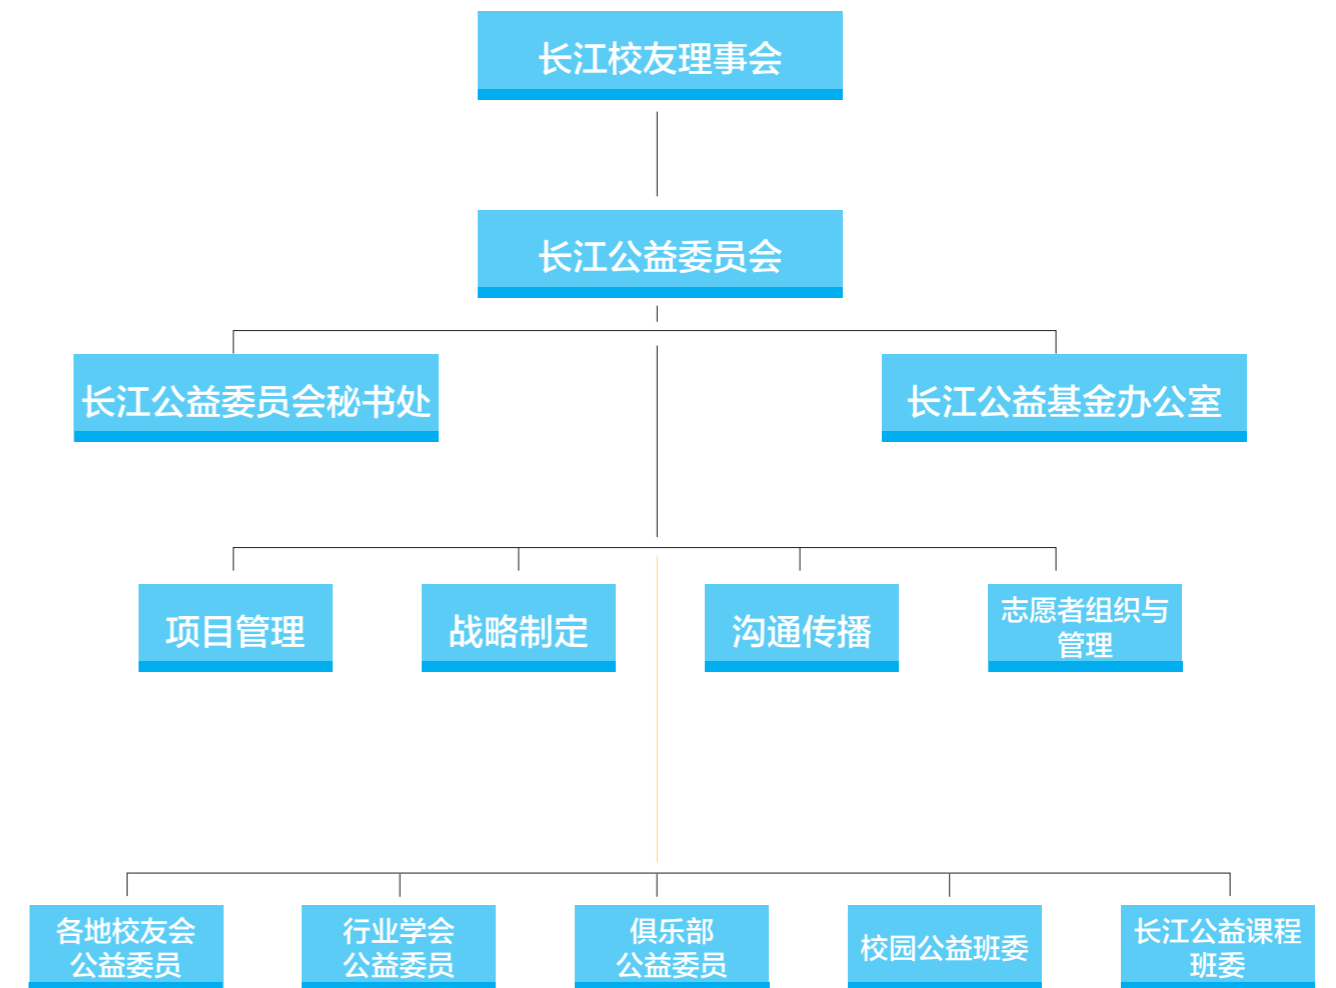 长江校友理事会
长江公益委员会
长江公益委员会秘书处
长江公益基金办公室
项目管理
战略制定
沟通传播
志愿者组织与
管理
各地校友会
公益委员
行业学会
公益委员
俱乐部
公益委员
校园公益班委
长江公益课程
班委